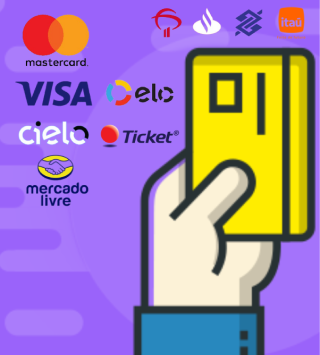 itaú
mastercard.
VISA elo
cielo Ticket®
mercado
livre